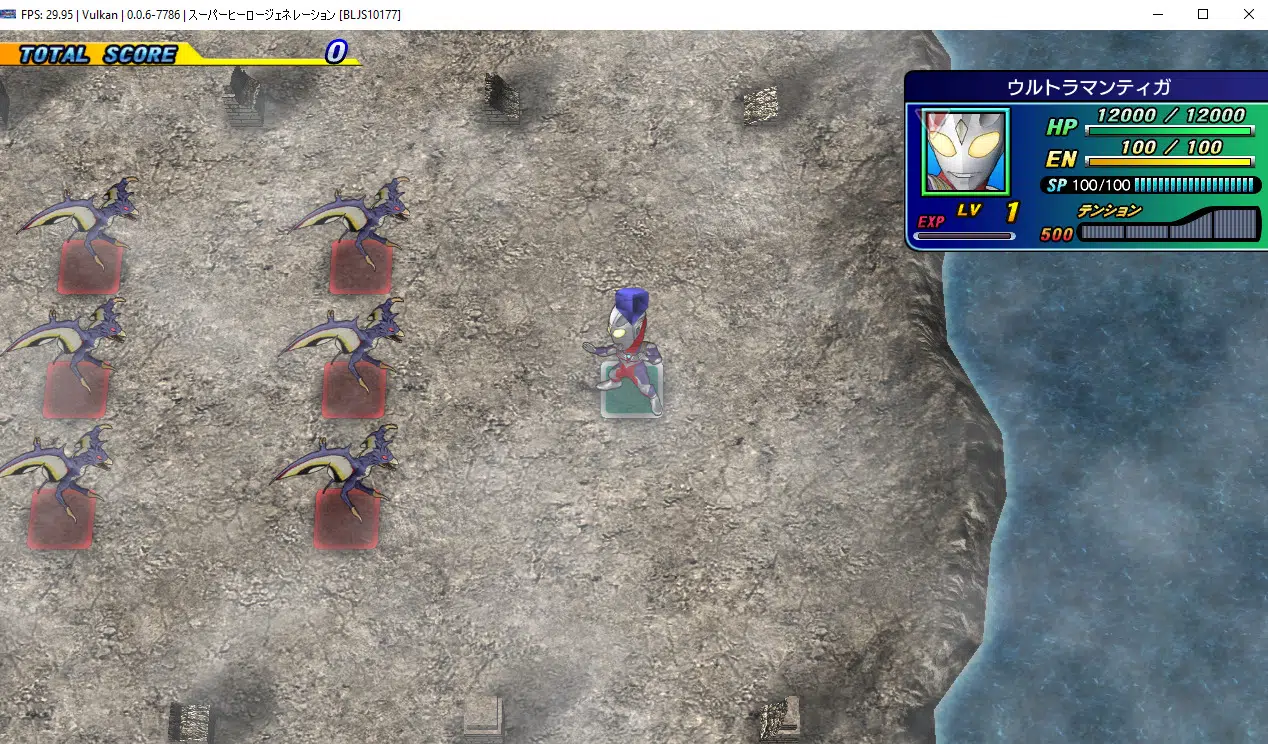 FPS: 29.95 | Vulkan | 0.0.6-7786 | スーパーヒーロージェネレーション [BLJS10177]
TOTAL SCORE 0
ウルトラマンティガ
HP 12000 / 12000
EN 100 / 100
SP 100/100
LV 1
テンション
EXP
500